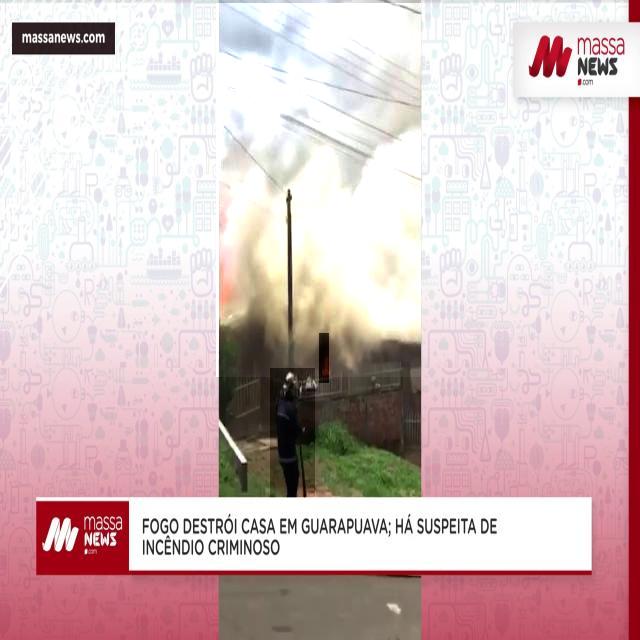 massanews.com
massa
NEWS
.com
massa
NEWS
.com
FOGO DESTRÓI CASA EM GUARAPUAVA; HÁ SUSPEITA DE
INCÊNDIO CRIMINOSO